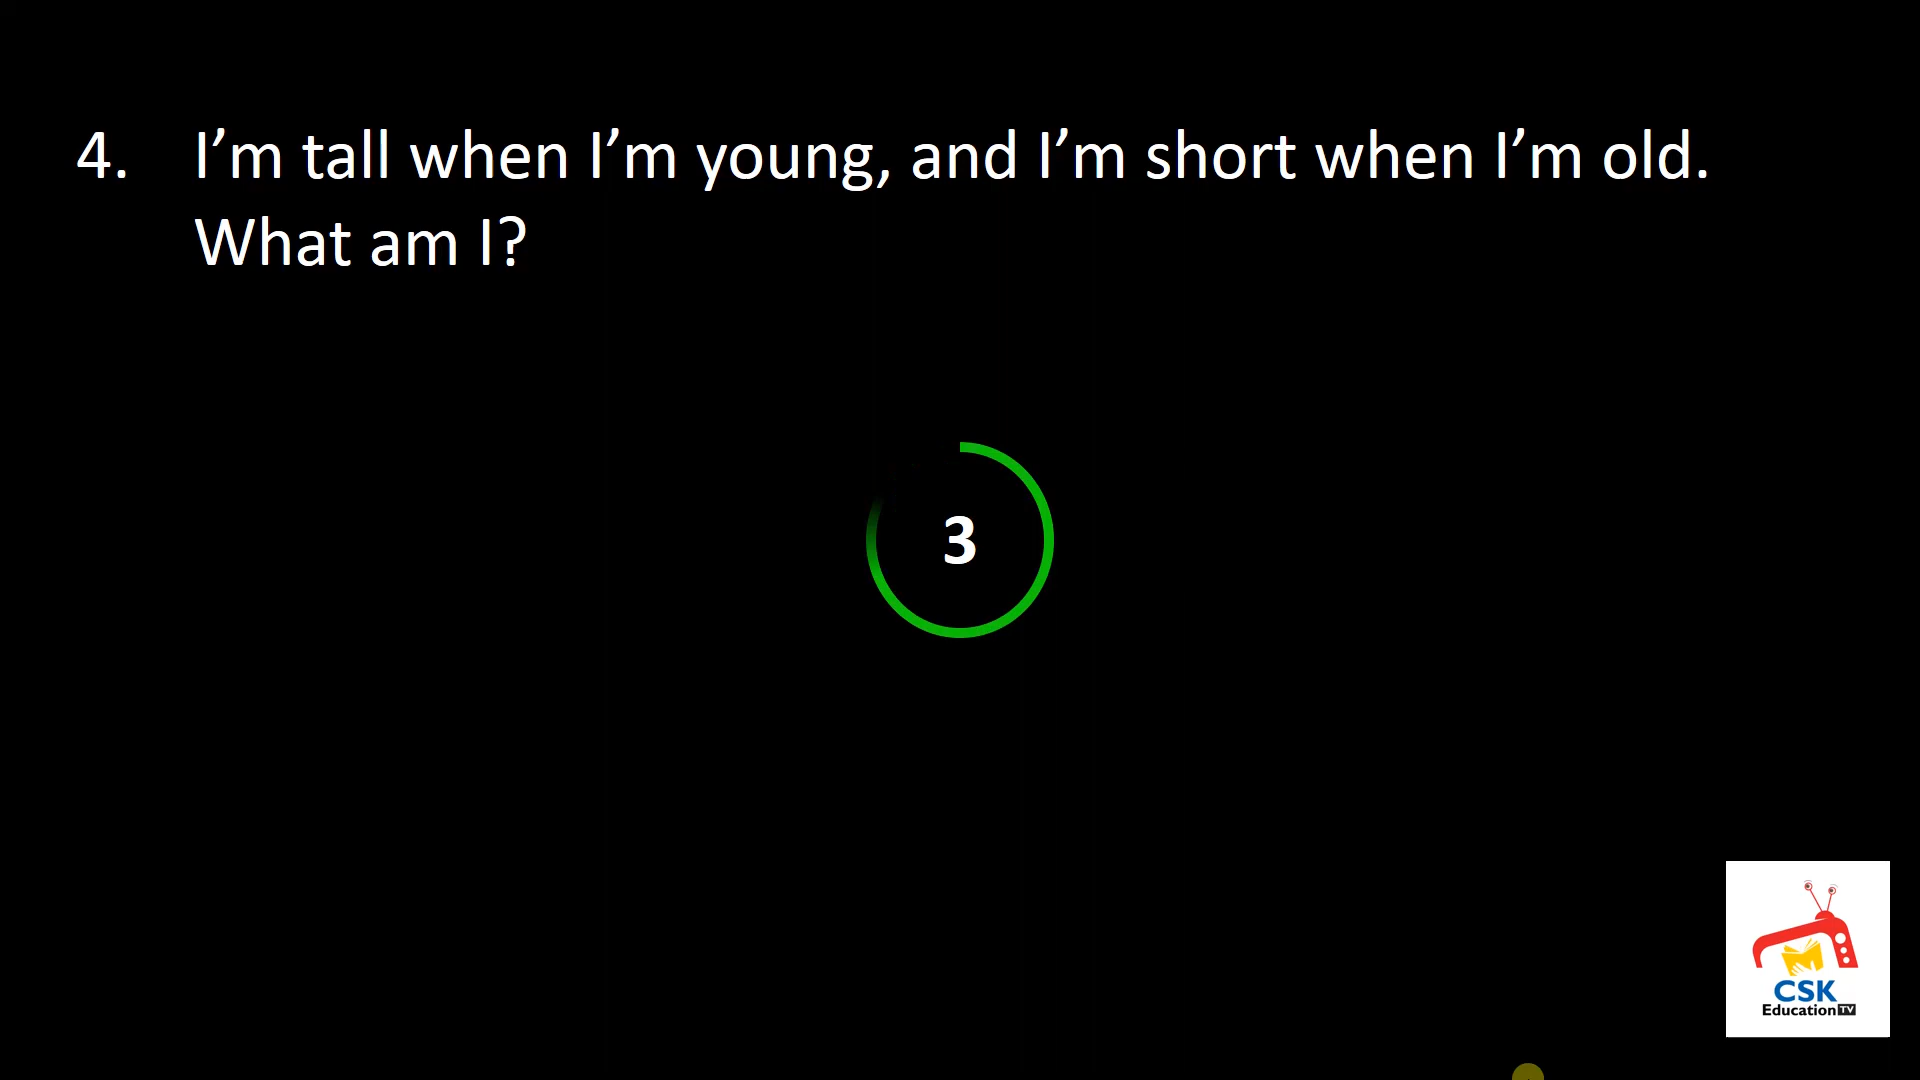 4. I’m tall when I’m young, and I’m short when I’m old.
What am I?
3
CSK
Education TV